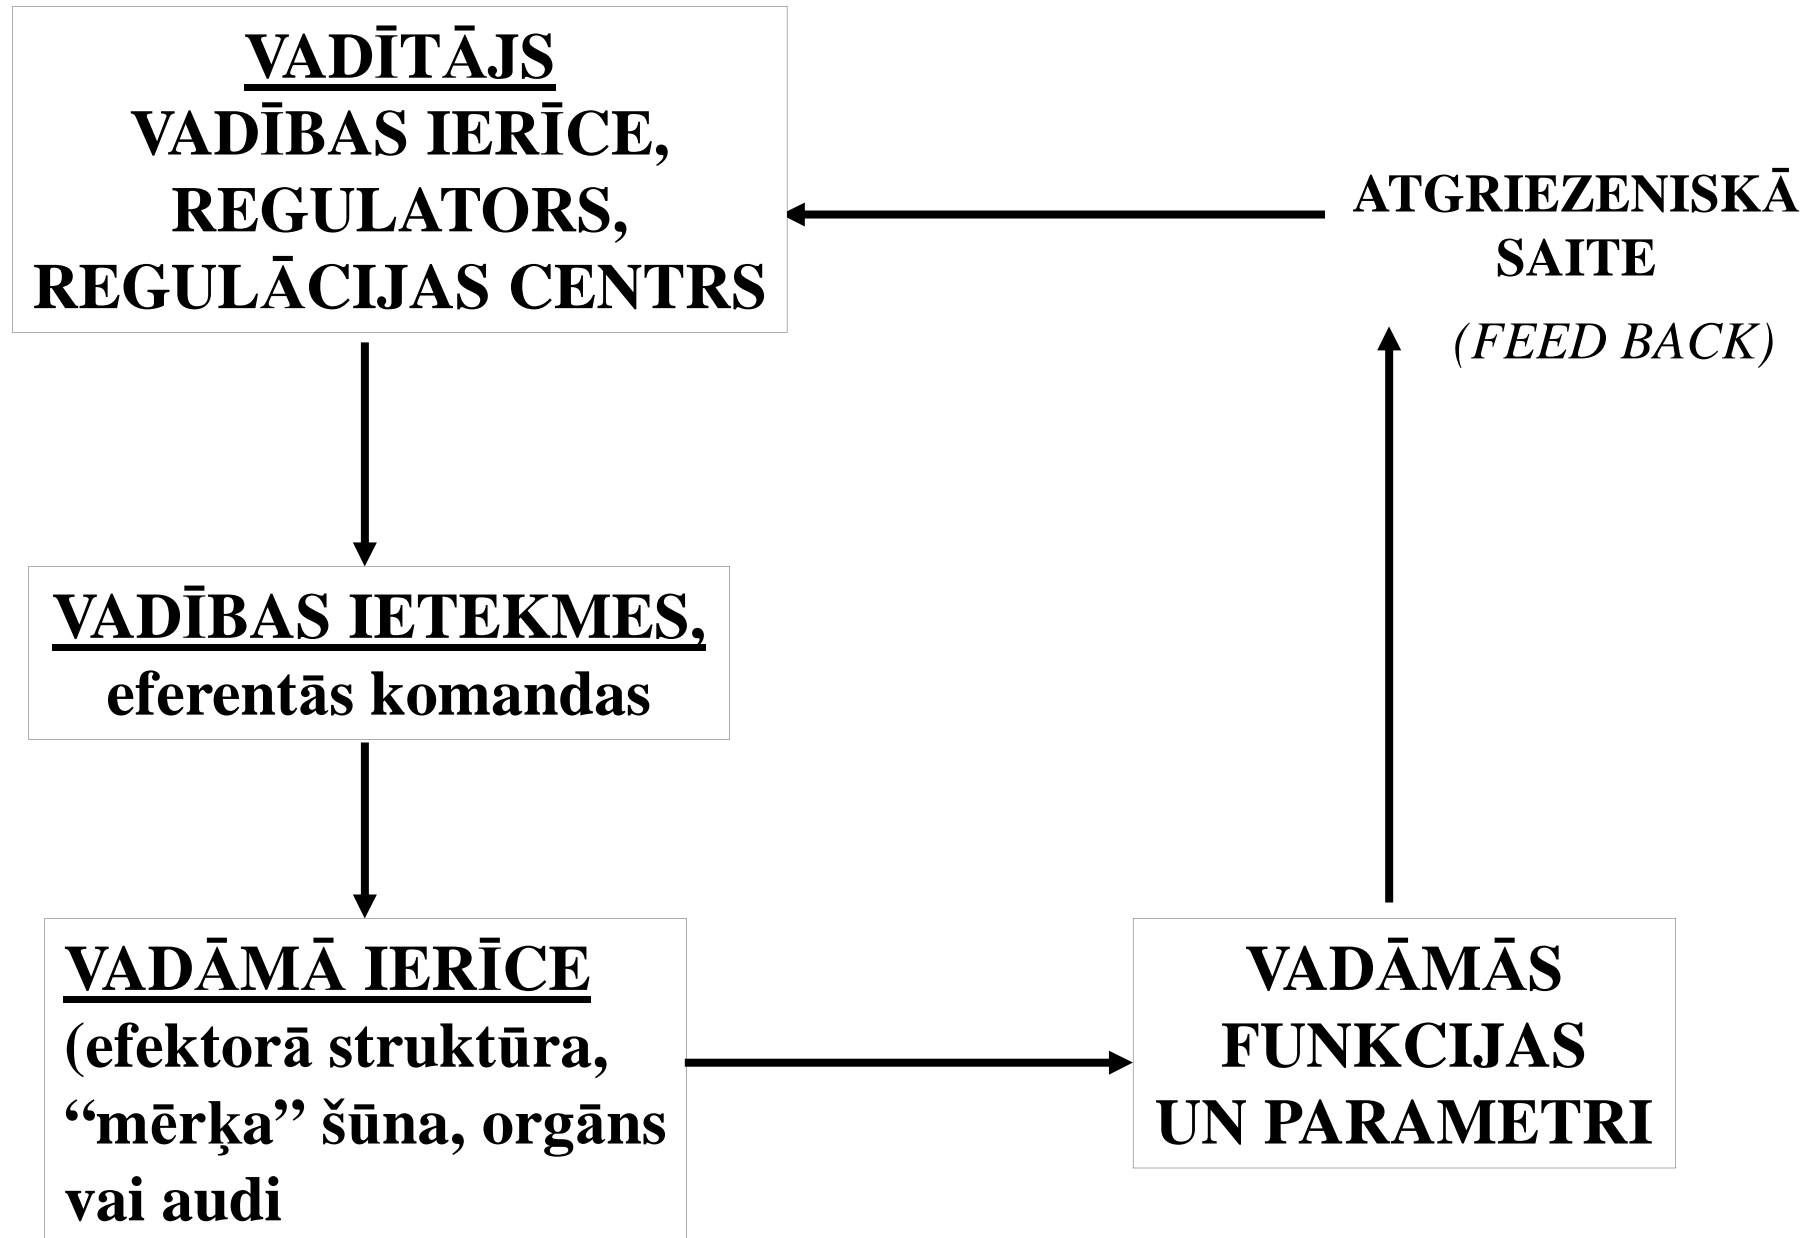 VADĪTĀJS
VADĪBAS IERĪCE,
REGULATORS,
REGULĀCIJAS CENTRS
ATGRIEZENISKĀ
SAITE
(FEED BACK)
VADĪBAS IETEKMES,
eferentās komandas
VADĀMĀ IERĪCE
(efektorā struktūra,
“mērķa” šūna, orgāns
vai audi
VADĀMĀS
FUNKCIJAS
UN PARAMETRI